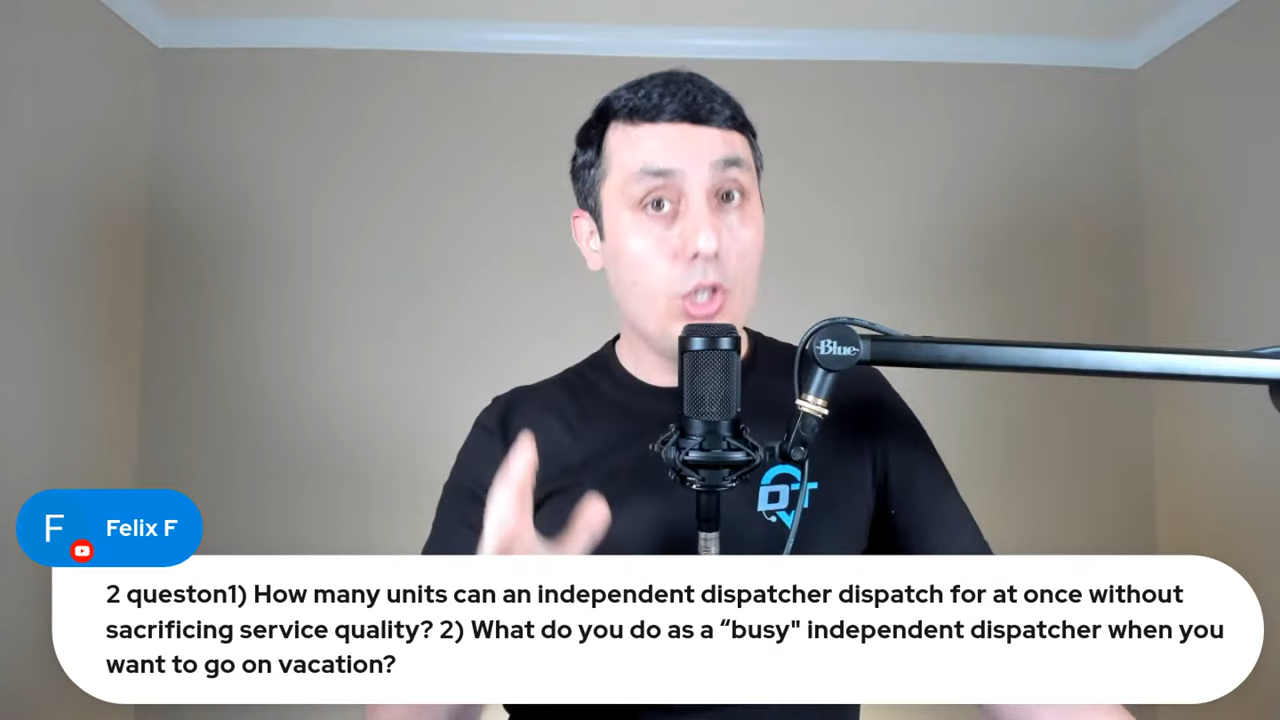 Blue
DT
F
Felix F
2 queston1) How many units can an independent dispatcher dispatch for at once without
sacrificing service quality? 2) What do you do as a “busy" independent dispatcher when you
want to go on vacation?